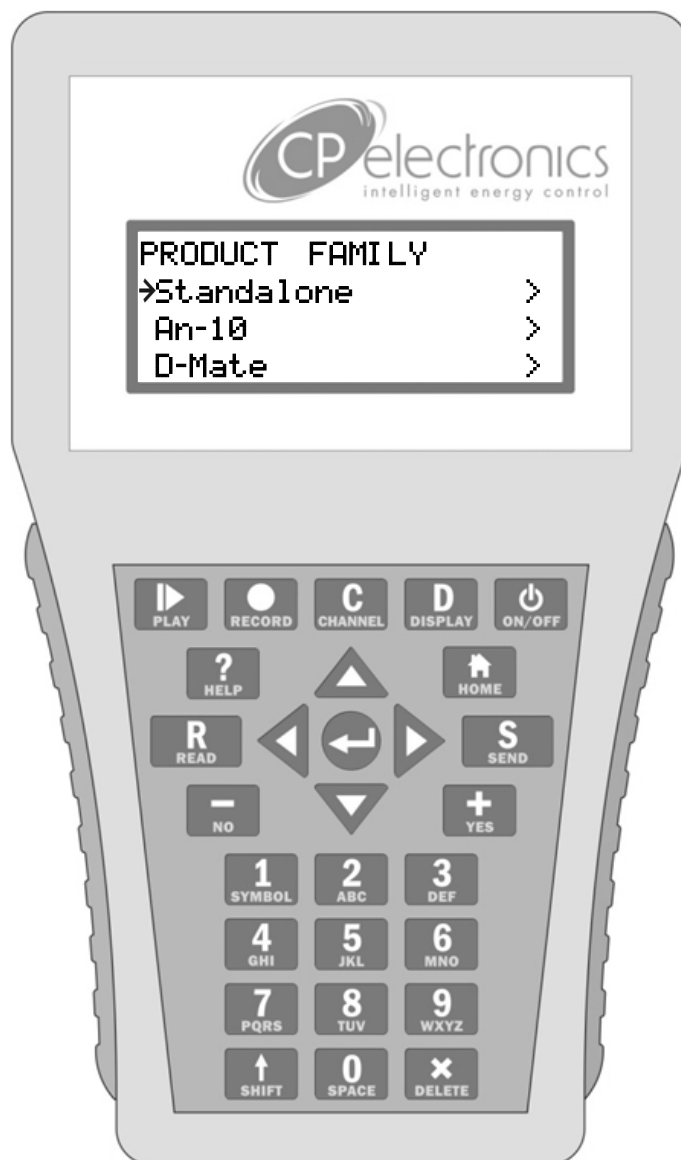 CP electronics
intelligent energy control
PRODUCT FAMILY
→Standalone >
An-10 >
D-Mate >
PLAY
RECORD
C CHANNEL
D DISPLAY
ON/OFF
? HELP
HOME
R READ
S SEND
− NO
+ YES
1 SYMBOL
2 ABC
3 DEF
4 GHI
5 JKL
6 MNO
7 PQRS
8 TUV
9 WXYZ
SHIFT
0 SPACE
DELETE